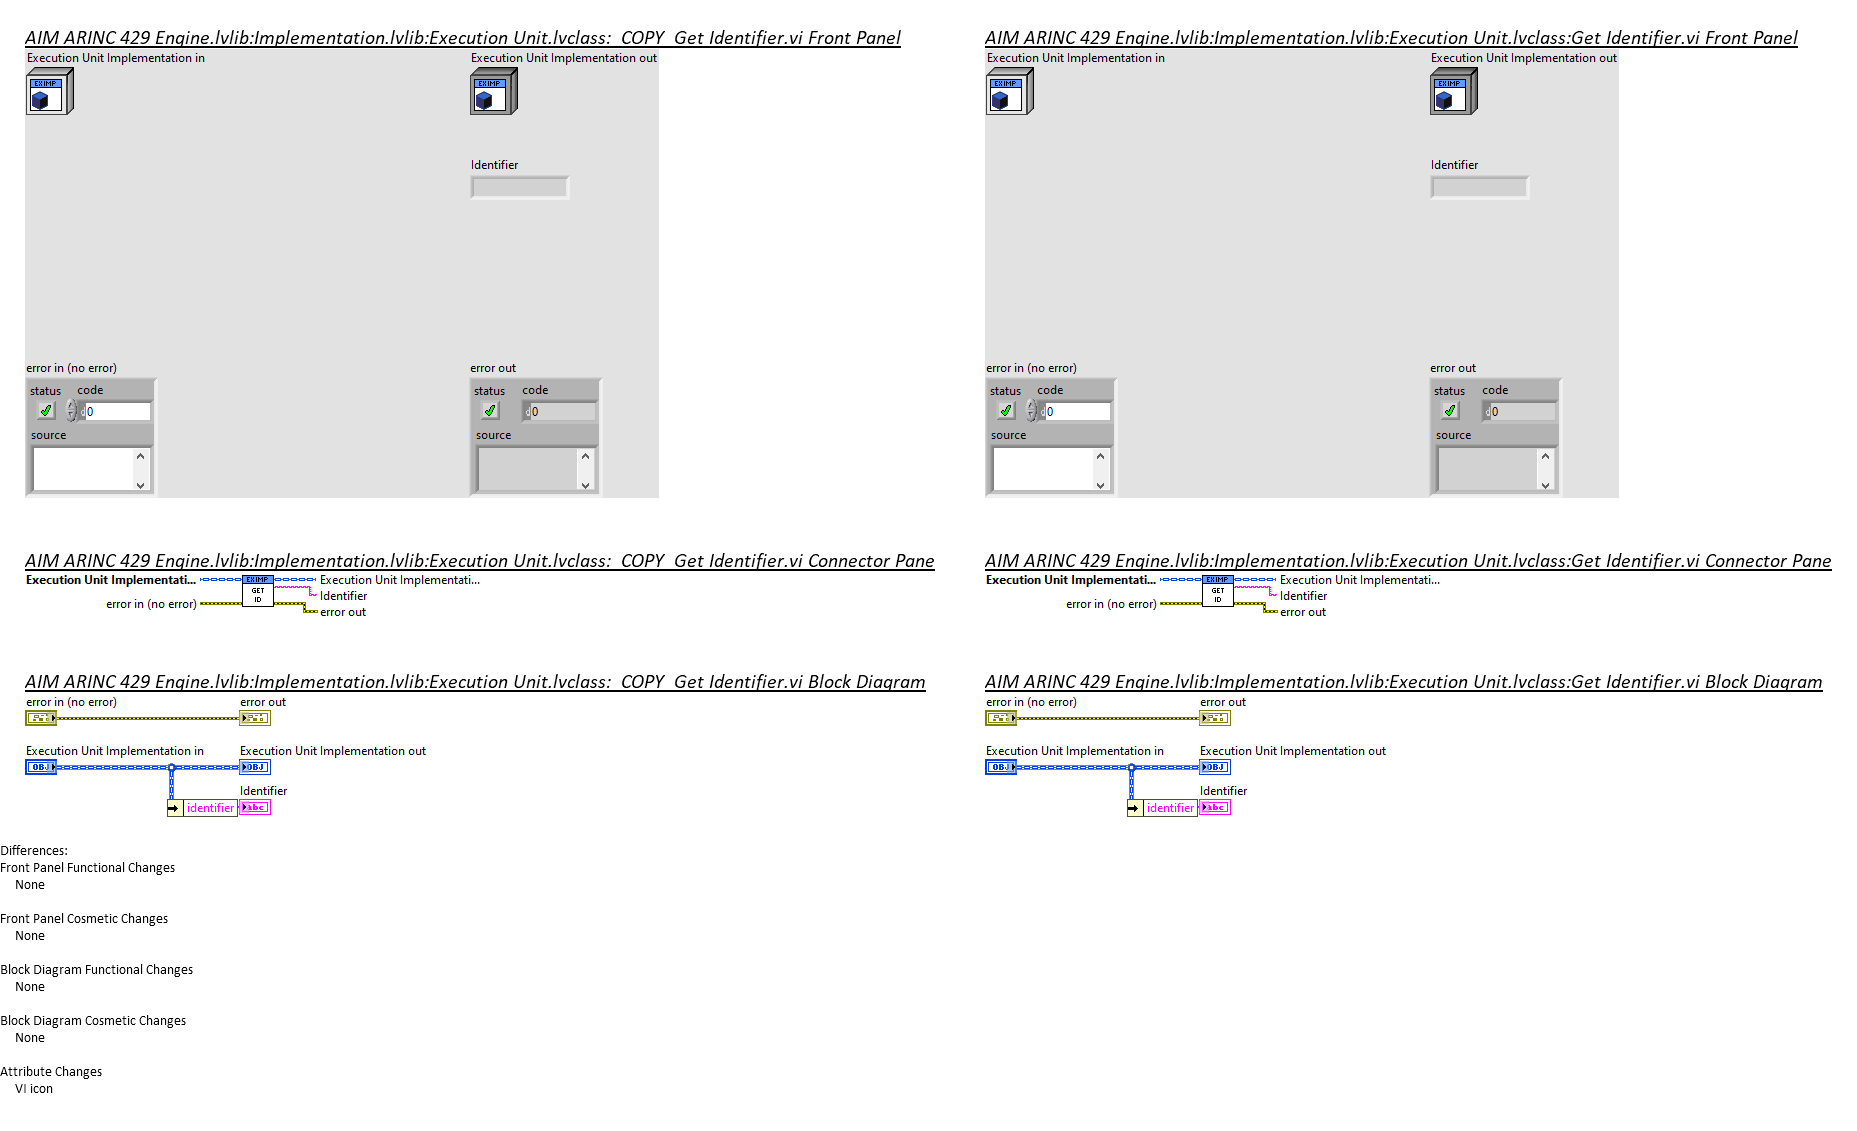 AIM ARINC 429 Engine.lvlib:Implementation.lvlib:Execution Unit.lvclass:  COPY  Get Identifier.vi Front Panel
Execution Unit Implementation in
Execution Unit Implementation out
EXIMP
EXIMP
Identifier
error in (no error)
error out
status code
0
source
status code
0
source
AIM ARINC 429 Engine.lvlib:Implementation.lvlib:Execution Unit.lvclass:Get Identifier.vi Front Panel
Execution Unit Implementation in
Execution Unit Implementation out
EXIMP
EXIMP
Identifier
error in (no error)
error out
status code
d 0
source
status code
d 0
source
AIM ARINC 429 Engine.lvlib:Implementation.lvlib:Execution Unit.lvclass:  COPY  Get Identifier.vi Connector Pane
Execution Unit Implementati...
EXIMP
GET
ID
Execution Unit Implementati...
Identifier
error in (no error)
error out
AIM ARINC 429 Engine.lvlib:Implementation.lvlib:Execution Unit.lvclass:Get Identifier.vi Connector Pane
Execution Unit Implementati...
EXIMP
GET
ID
Execution Unit Implementati...
Identifier
error in (no error)
error out
AIM ARINC 429 Engine.lvlib:Implementation.lvlib:Execution Unit.lvclass:  COPY  Get Identifier.vi Block Diagram
error in (no error)
error out
Execution Unit Implementation in
Execution Unit Implementation out
OBJ
OBJ
Identifier
identifier
abc
AIM ARINC 429 Engine.lvlib:Implementation.lvlib:Execution Unit.lvclass:Get Identifier.vi Block Diagram
error in (no error)
error out
Execution Unit Implementation in
Execution Unit Implementation out
OBJ
OBJ
Identifier
identifier
abc
Differences:
Front Panel Functional Changes
None
Front Panel Cosmetic Changes
None
Block Diagram Functional Changes
None
Block Diagram Cosmetic Changes
None
Attribute Changes
VI icon